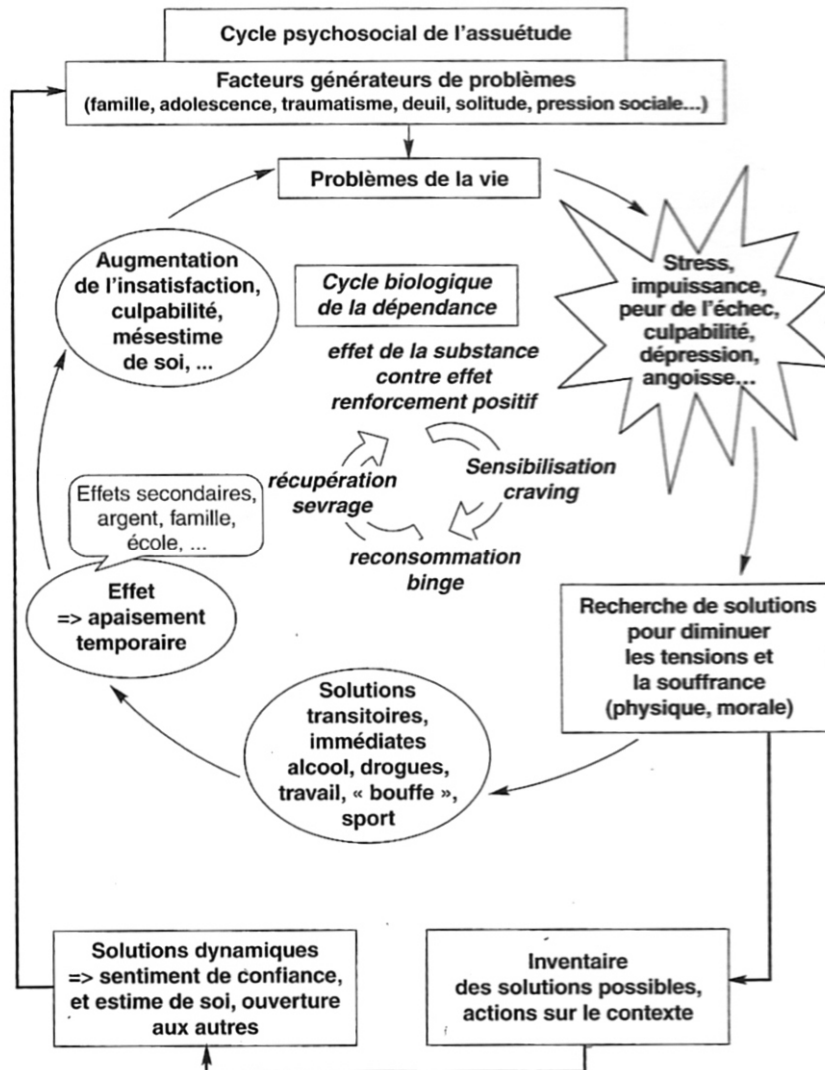 Cycle psychosocial de l'assuétude
Facteurs générateurs de problèmes
(famille, adolescence, traumatisme, deuil, solitude, pression sociale...)
Problèmes de la vie
Stress,
impuissance,
peur de l'échec,
culpabilité,
dépression,
angoisse...
Augmentation
de l'insatisfaction,
culpabilité,
mésestime
de soi, ...
Cycle biologique
de la dépendance
effet de la substance
contre effet
renforcement positif
Sensibilisation
craving
récupération
sevrage
reconsommation
binge
Effets secondaires,
argent, famille,
école, ...
Effet
=> apaisement
temporaire
Recherche de solutions
pour diminuer
les tensions et
la souffrance
(physique, morale)
Solutions
transitoires,
immédiates
alcool, drogues,
travail, « bouffe »,
sport
Solutions dynamiques
=> sentiment de confiance,
et estime de soi, ouverture
aux autres
Inventaire
des solutions possibles,
actions sur le contexte